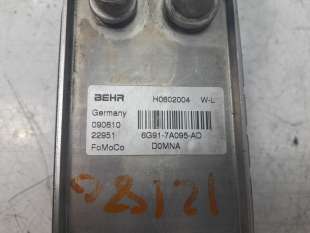 BEHR H0602004 W-L
Germany
090610
22951 6G91-7A095-AD
FoMoCo D0MNA